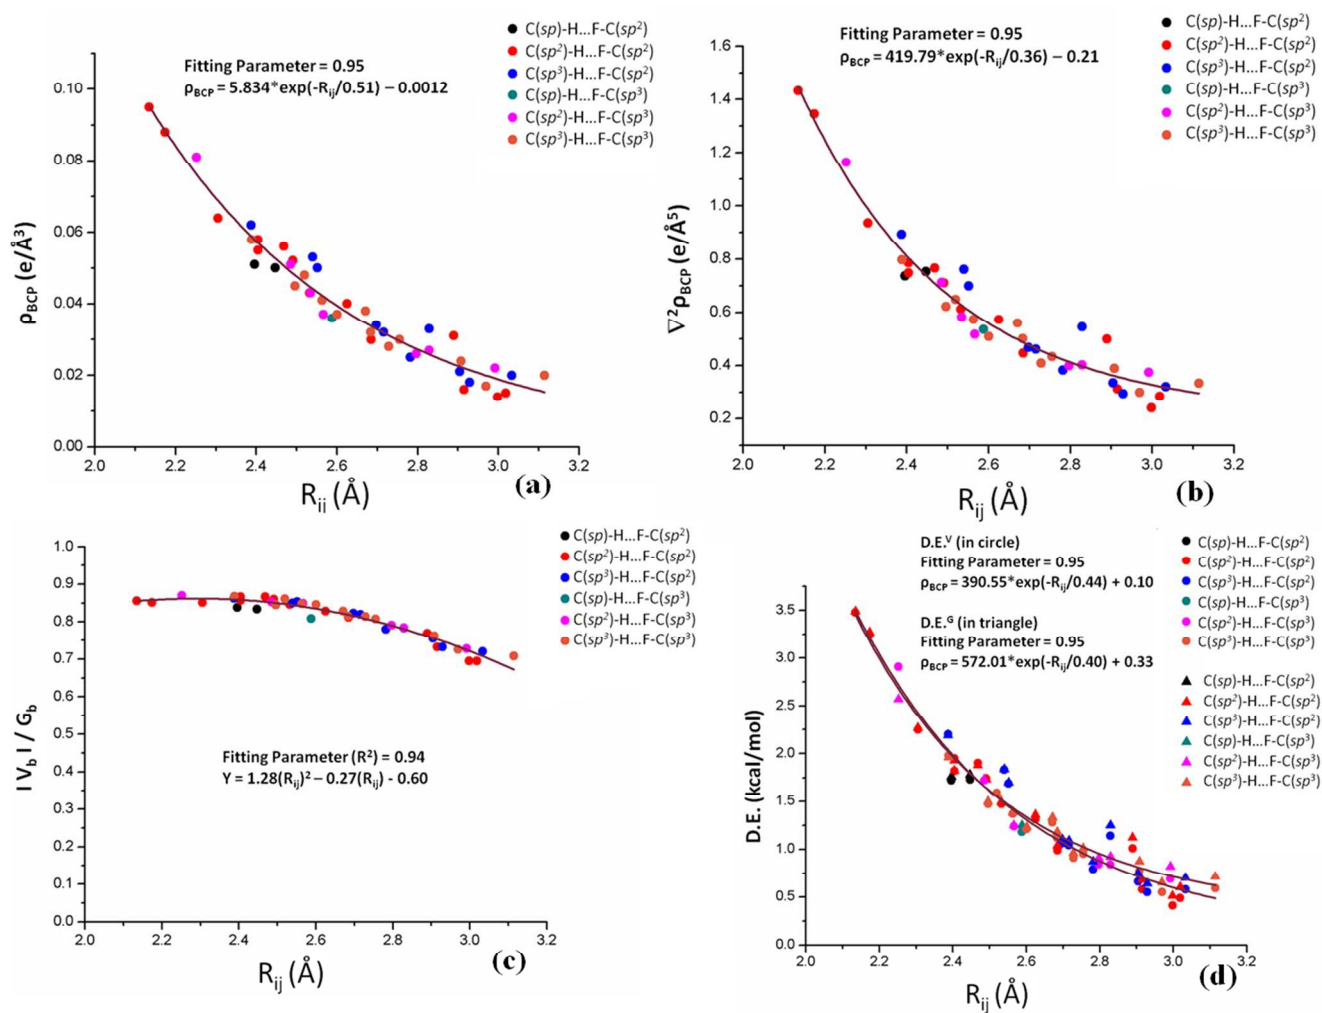 Fitting Parameter = 0.95
ρBCP = 5.834*exp(-Rij/0.51) – 0.0012
C(sp)-H...F-C(sp²)
C(sp²)-H...F-C(sp²)
C(sp³)-H...F-C(sp²)
C(sp)-H...F-C(sp³)
C(sp²)-H...F-C(sp³)
C(sp³)-H...F-C(sp³)
ρBCP (e/Å³)
0.10
0.08
0.06
0.04
0.02
0.00
2.0 2.2 2.4 2.6 2.8 3.0 3.2
Rij (Å)
(a)
Fitting Parameter = 0.95
ρBCP = 419.79*exp(-Rij/0.36) – 0.21
C(sp)-H...F-C(sp²)
C(sp²)-H...F-C(sp²)
C(sp³)-H...F-C(sp²)
C(sp)-H...F-C(sp³)
C(sp²)-H...F-C(sp³)
C(sp³)-H...F-C(sp³)
∇²ρBCP (e/Å⁵)
1.6
1.4
1.2
1.0
0.8
0.6
0.4
0.2
2.0 2.2 2.4 2.6 2.8 3.0 3.2
Rij (Å)
(b)
C(sp)-H...F-C(sp²)
C(sp²)-H...F-C(sp²)
C(sp³)-H...F-C(sp²)
C(sp)-H...F-C(sp³)
C(sp²)-H...F-C(sp³)
C(sp³)-H...F-C(sp³)
Fitting Parameter (R²) = 0.94
Y = 1.28(Rij)² – 0.27(Rij) - 0.60
I Vb I / Gb
1.0
0.9
0.8
0.7
0.6
0.5
0.4
0.3
0.2
0.1
0.0
2.0 2.2 2.4 2.6 2.8 3.0 3.2
Rij (Å)
(c)
D.E.ⱽ (in circle)
Fitting Parameter = 0.95
ρBCP = 390.55*exp(-Rij/0.44) + 0.10
D.E.ᴳ (in triangle)
Fitting Parameter = 0.95
ρBCP = 572.01*exp(-Rij/0.40) + 0.33
C(sp)-H...F-C(sp²)
C(sp²)-H...F-C(sp²)
C(sp³)-H...F-C(sp²)
C(sp)-H...F-C(sp³)
C(sp²)-H...F-C(sp³)
C(sp³)-H...F-C(sp³)
C(sp)-H...F-C(sp²)
C(sp²)-H...F-C(sp²)
C(sp³)-H...F-C(sp²)
C(sp)-H...F-C(sp³)
C(sp²)-H...F-C(sp³)
C(sp³)-H...F-C(sp³)
D.E. (kcal/mol)
3.5
3.0
2.5
2.0
1.5
1.0
0.5
0.0
2.0 2.2 2.4 2.6 2.8 3.0 3.2
Rij (Å)
(d)